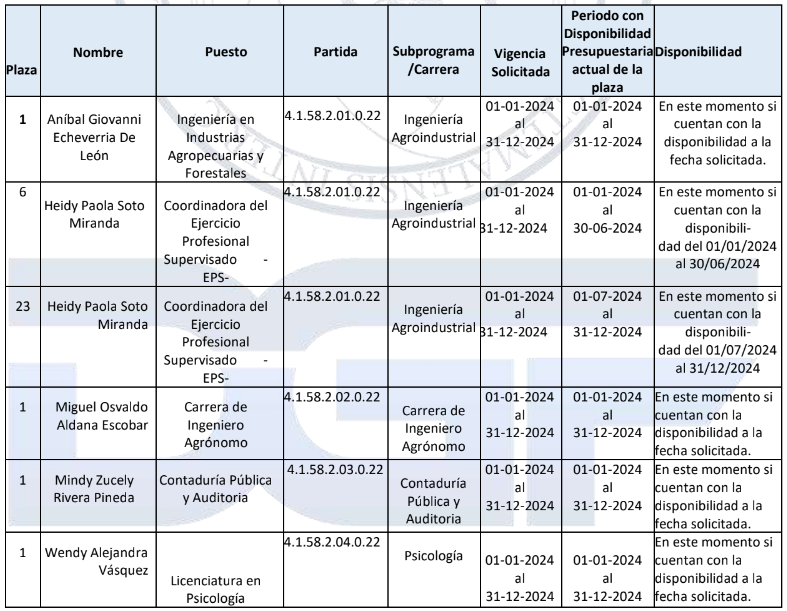 Plaza
Nombre
Puesto
Partida
Subprograma
/Carrera
Vigencia
Solicitada
Periodo con
Disponibilidad
Presupuestaria
actual de la
plaza
Disponibilidad
1
Aníbal Giovanni
Echeverria De
León
Ingeniería en
Industrias
Agropecuarias y
Forestales
4.1.58.2.01.0.22
Ingeniería
Agroindustrial
01-01-2024
al
31-12-2024
01-01-2024
al
31-12-2024
En este momento si
cuentan con la
disponibilidad a la
fecha solicitada.
6
Heidy Paola Soto
Miranda
Coordinadora del
Ejercicio
Profesional
Supervisado -
EPS-
4.1.58.2.01.0.22
Ingeniería
Agroindustrial
01-01-2024
al
31-12-2024
01-01-2024
al
30-06-2024
En este momento si
cuentan con la
disponibili-
dad del 01/01/2024
al 30/06/2024
23
Heidy Paola Soto
Miranda
Coordinadora del
Ejercicio
Profesional
Supervisado -
EPS-
4.1.58.2.01.0.22
Ingeniería
Agroindustrial
01-01-2024
al
31-12-2024
01-07-2024
al
31-12-2024
En este momento si
cuentan con la
disponibili-
dad del 01/07/2024
al 31/12/2024
1
Miguel Osvaldo
Aldana Escobar
Carrera de
Ingeniero
Agrónomo
4.1.58.2.02.0.22
Carrera de
Ingeniero
Agrónomo
01-01-2024
al
31-12-2024
01-01-2024
al
31-12-2024
En este momento si
cuentan con la
disponibilidad a la
fecha solicitada.
1
Mindy Zucely
Rivera Pineda
Contaduría Pública
y Auditoria
4.1.58.2.03.0.22
Contaduría
Pública y
Auditoria
01-01-2024
al
31-12-2024
01-01-2024
al
31-12-2024
En este momento si
cuentan con la
disponibilidad a la
fecha solicitada.
1
Wendy Alejandra
Vásquez
Licenciatura en
Psicología
4.1.58.2.04.0.22
Psicología
01-01-2024
al
31-12-2024
01-01-2024
al
31-12-2024
En este momento si
cuentan con la
disponibilidad a la
fecha solicitada.
DGP